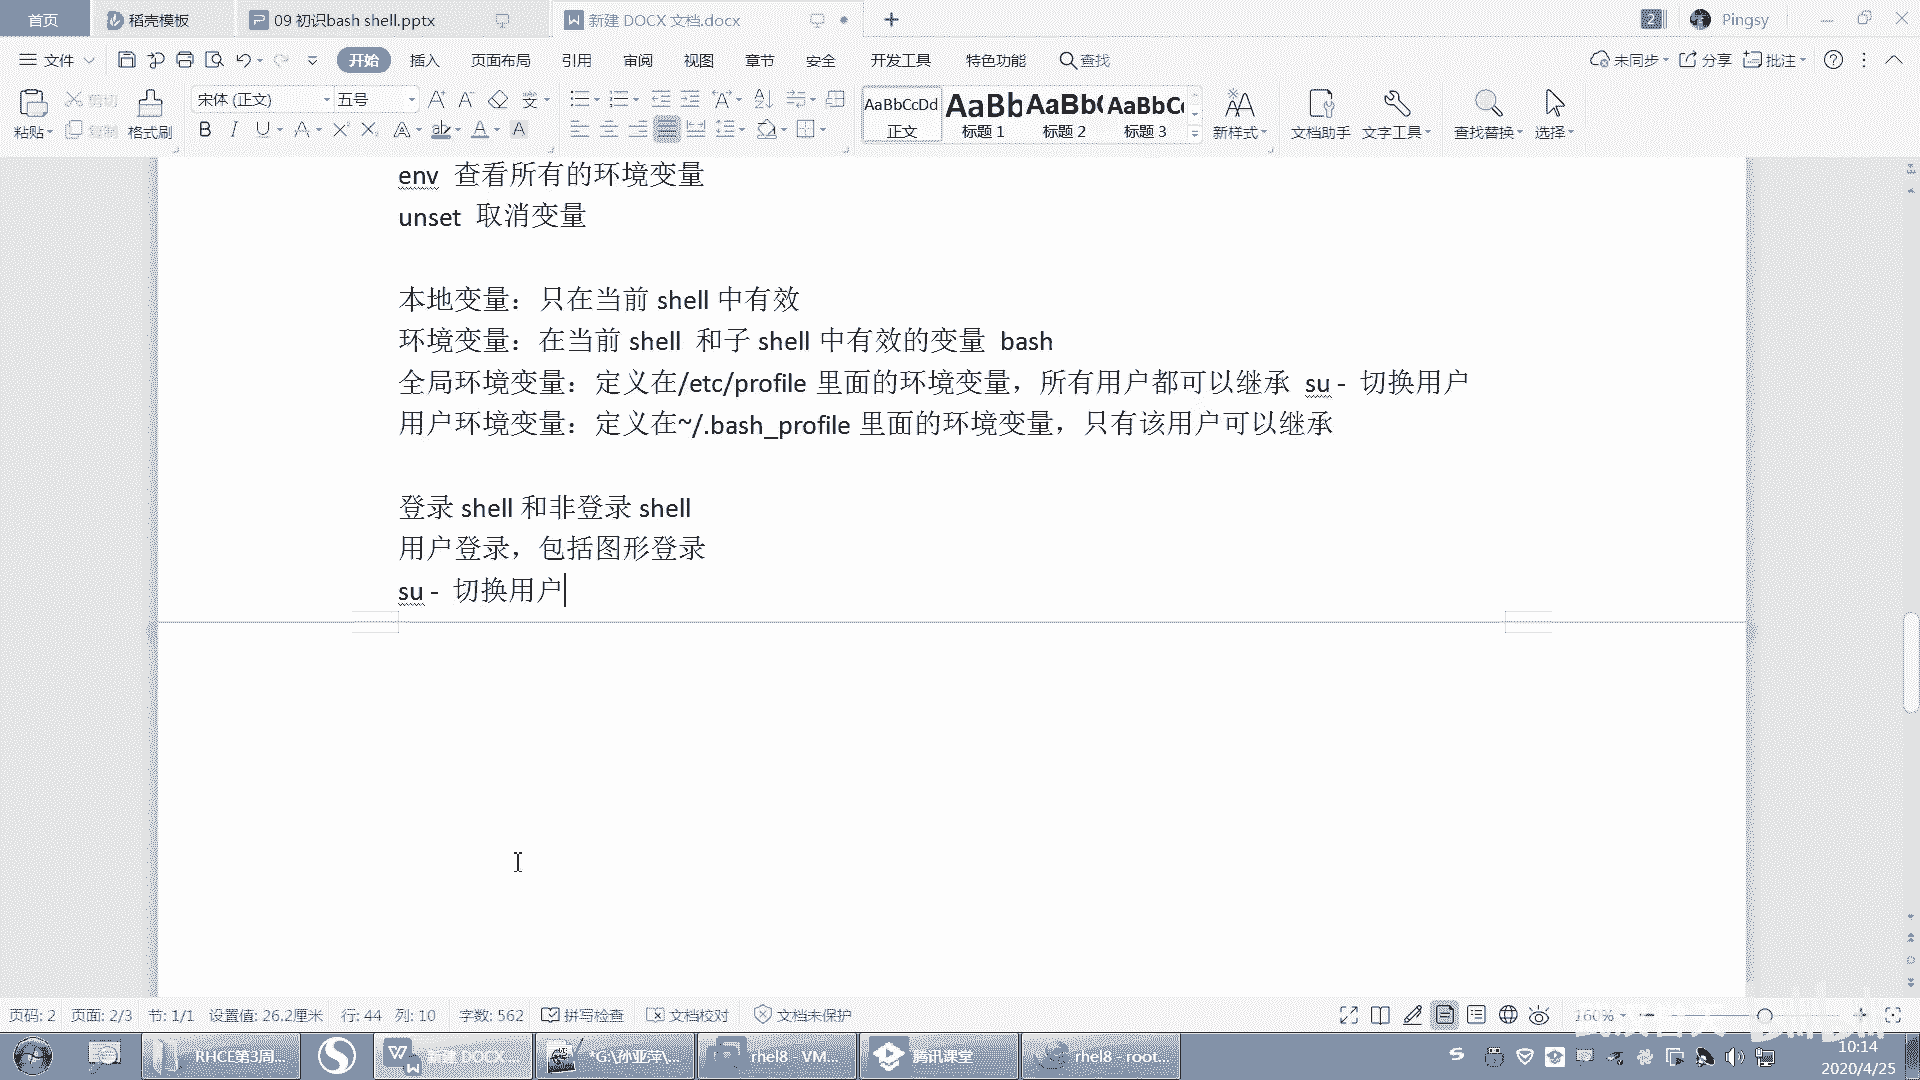 首页 稻壳模板 09 初识bash shell.pptx 新建 DOCX 文档.docx 2 Pingsy
文件 开始 插入 页面布局 引用 审阅 视图 章节 安全 开发工具 特色功能 查找 未同步 分享 批注
剪切 宋体 (正文) 五号 AaBbCcDd AaBb AaBb( AaBbC
粘贴 复制 格式刷 正文 标题 1 标题 2 标题 3 新样式 文档助手 文字工具 查找替换 选择
env 查看所有的环境变量
unset 取消变量
本地变量：只在当前 shell 中有效
环境变量：在当前 shell 和子 shell 中有效的变量 bash
全局环境变量：定义在/etc/profile 里面的环境变量，所有用户都可以继承 su - 切换用户
用户环境变量：定义在~/.bash_profile 里面的环境变量，只有该用户可以继承
登录 shell 和非登录 shell
用户登录，包括图形登录
su - 切换用户
页码: 2 页面: 2/3 节: 1/1 设置值: 26.2厘米 行: 44 列: 10 字数: 562 拼写检查 文档校对 文档未保护 160%
RHCE第3周... 新建 DOCX ... *G:\孙亚萍\... rhel8 - VM... 腾讯课堂 rhel8 - root...
10:14
2020/4/25